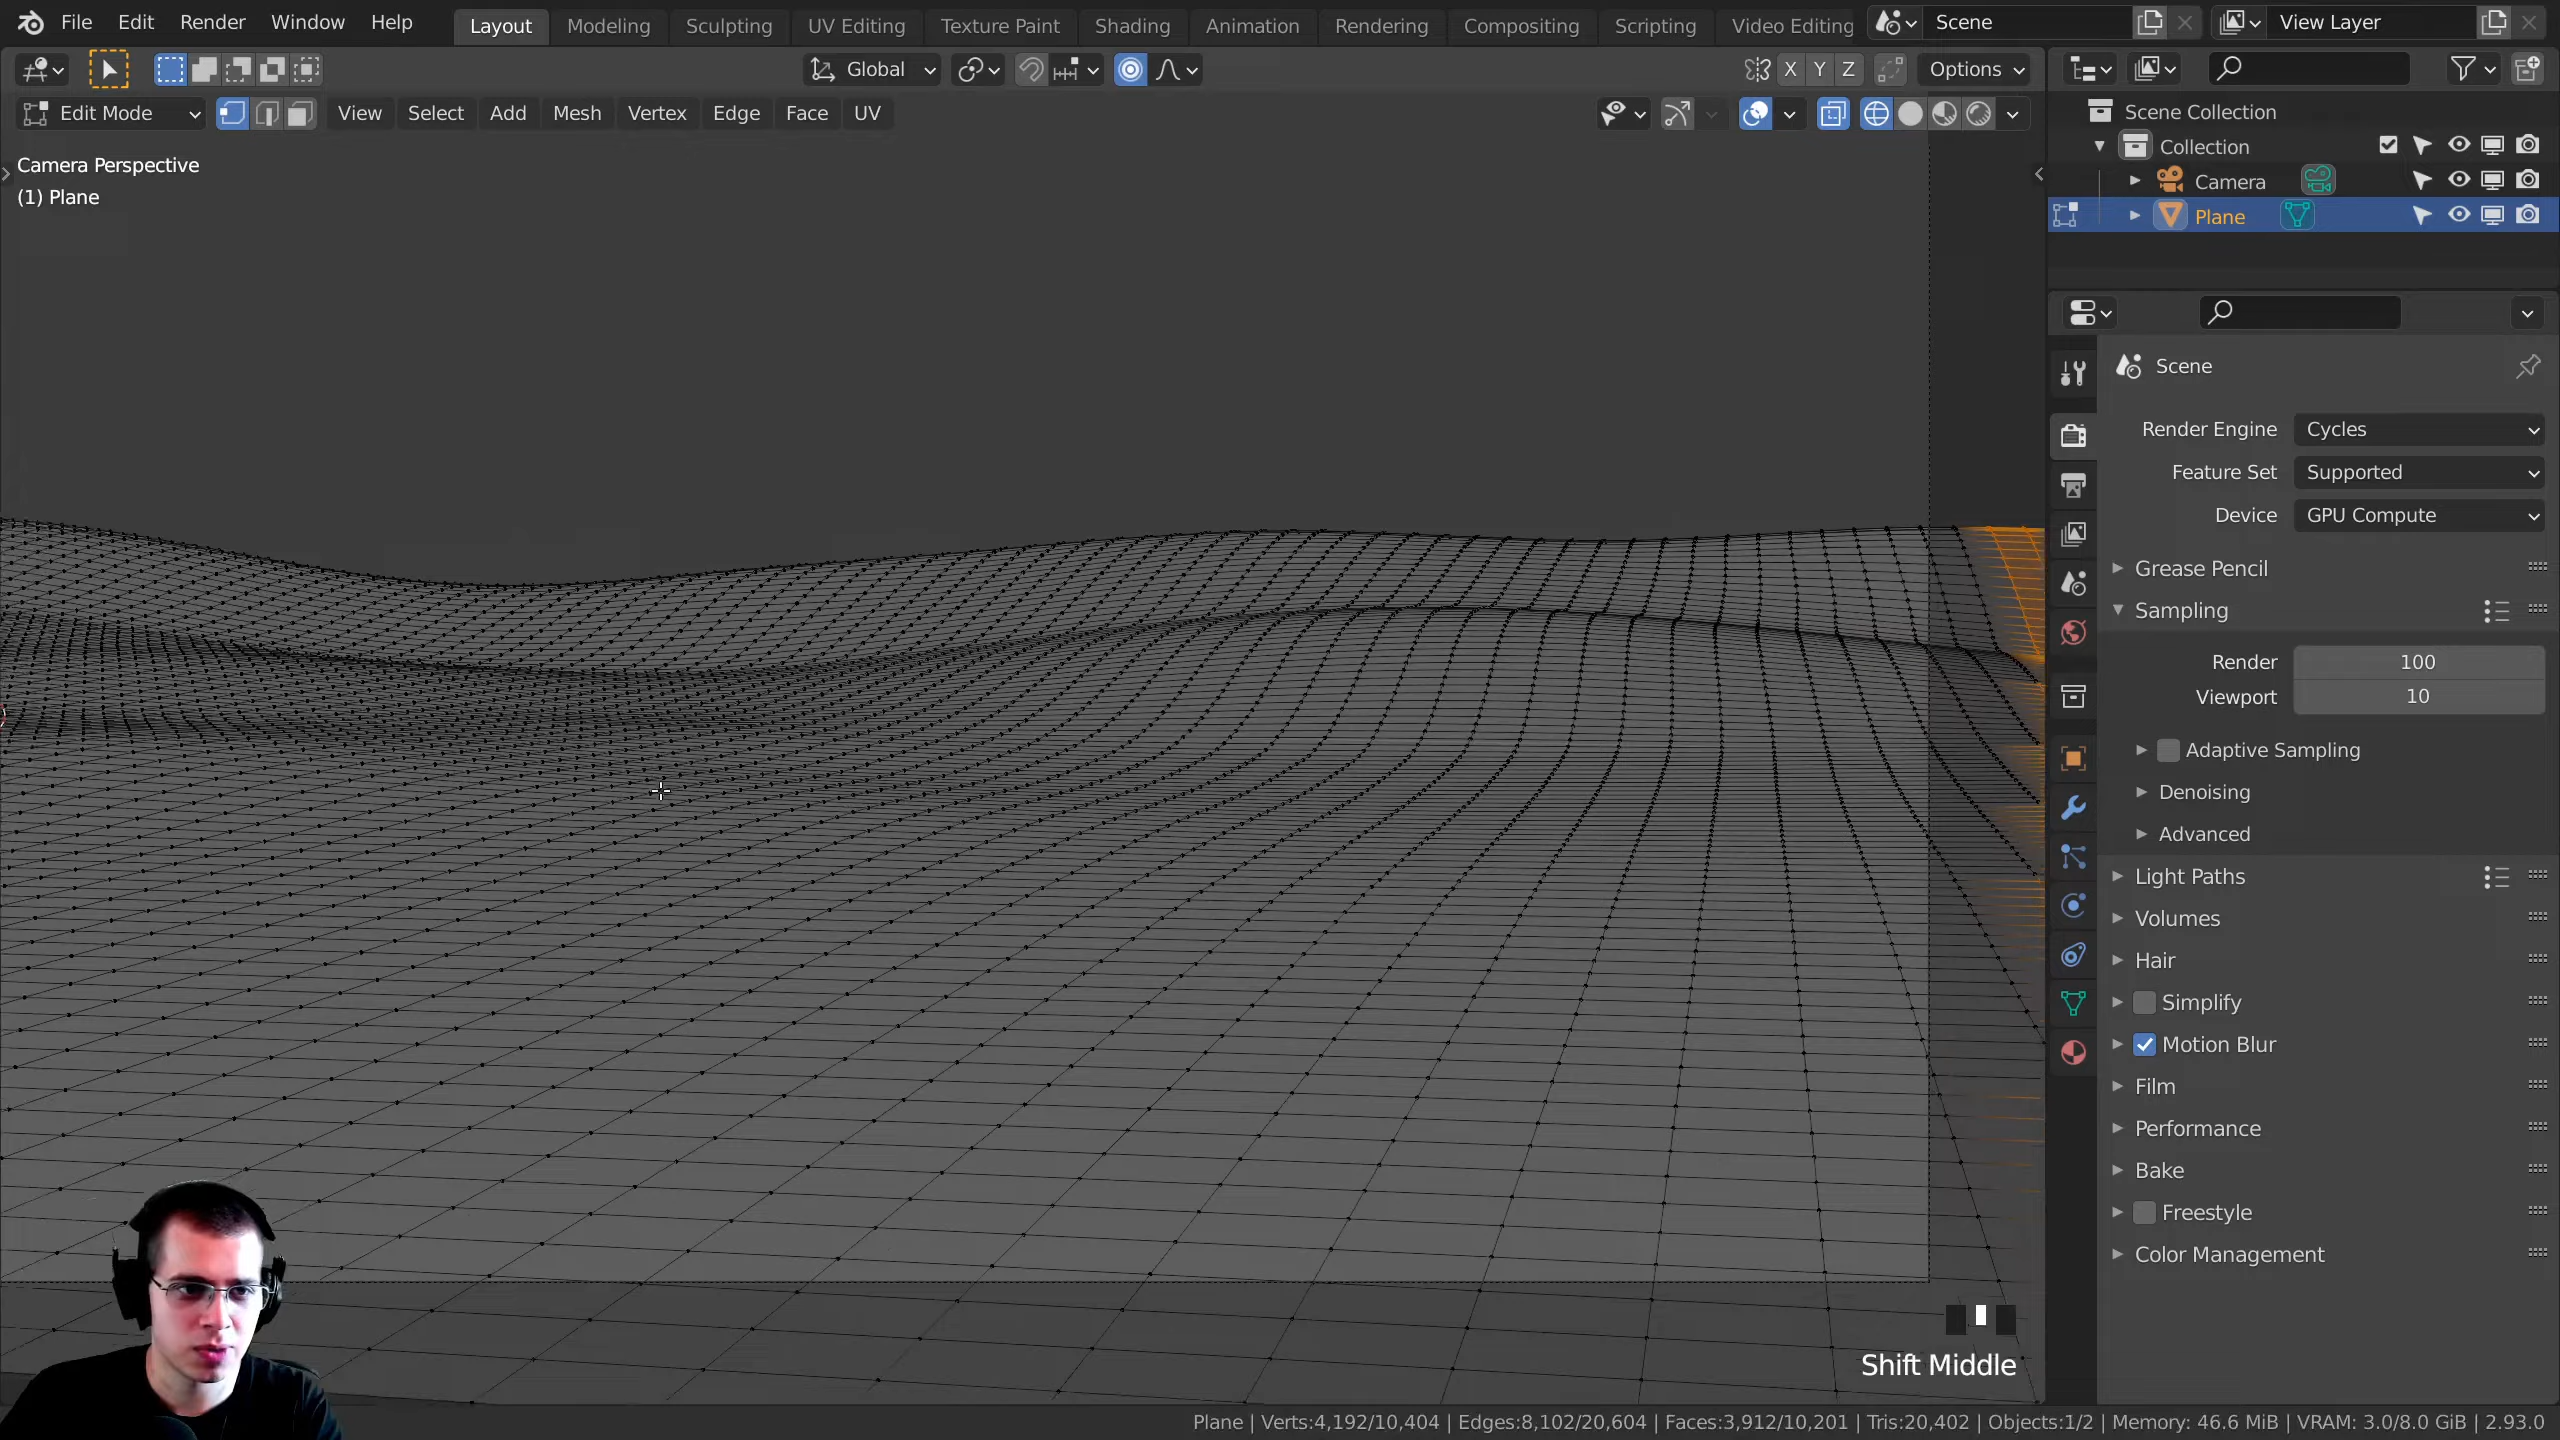 File Edit Render Window Help Layout Modeling Sculpting UV Editing Texture Paint Shading Animation Rendering Compositing Scripting Video Editing Scene View Layer
Global X Y Z Options
Edit Mode View Select Add Mesh Vertex Edge Face UV
Camera Perspective
(1) Plane
Scene Collection
Collection
Camera
Plane
Scene
Render Engine Cycles
Feature Set Supported
Device GPU Compute
Grease Pencil
Sampling
Render 100
Viewport 10
Adaptive Sampling
Denoising
Advanced
Light Paths
Volumes
Hair
Simplify
Motion Blur
Film
Performance
Bake
Freestyle
Color Management
Shift Middle
Plane | Verts:4,192/10,404 | Edges:8,102/20,604 | Faces:3,912/10,201 | Tris:20,402 | Objects:1/2 | Memory: 46.6 MiB | VRAM: 3.0/8.0 GiB | 2.93.0